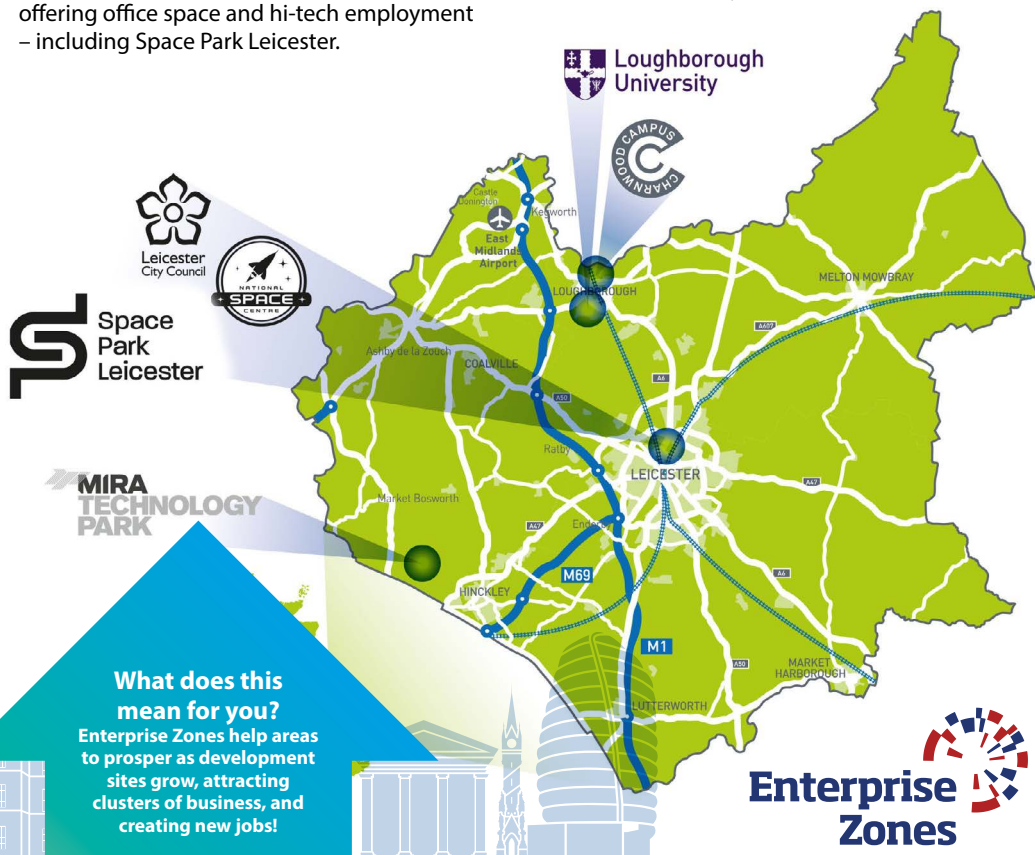 offering office space and hi-tech employment
– including Space Park Leicester.
Loughborough
University
CHARNWOOD CAMPUS
Leicester
City Council
NATIONAL
SPACE
CENTRE
Space
Park
Leicester
MIRA
TECHNOLOGY
PARK
Castle
Donington
Kegworth
East
Midlands
Airport
LOUGHBOROUGH
MELTON MOWBRAY
A607
Ashby de la Zouch
COALVILLE
A6
A50
Ratby
LEICESTER
A47
Market Bosworth
A47
Enderby
M69
A6
HINCKLEY
M1
A50
MARKET
HARBOROUGH
LUTTERWORTH
What does this
mean for you?
Enterprise Zones help areas
to prosper as development
sites grow, attracting
clusters of business, and
creating new jobs!
Enterprise
Zones